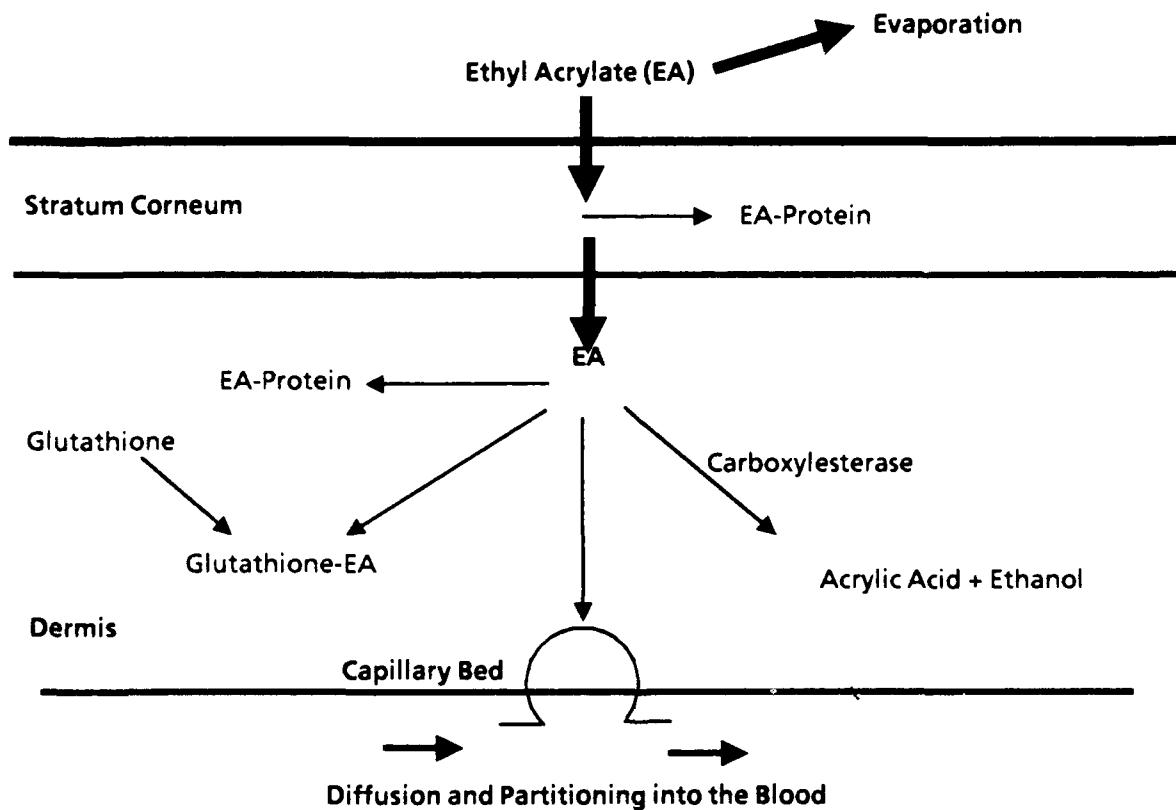 Evaporation
Ethyl Acrylate (EA)
Stratum Corneum
EA-Protein
EA
EA-Protein
Glutathione
Carboxylesterase
Glutathione-EA
Acrylic Acid + Ethanol
Dermis
Capillary Bed
Diffusion and Partitioning into the Blood